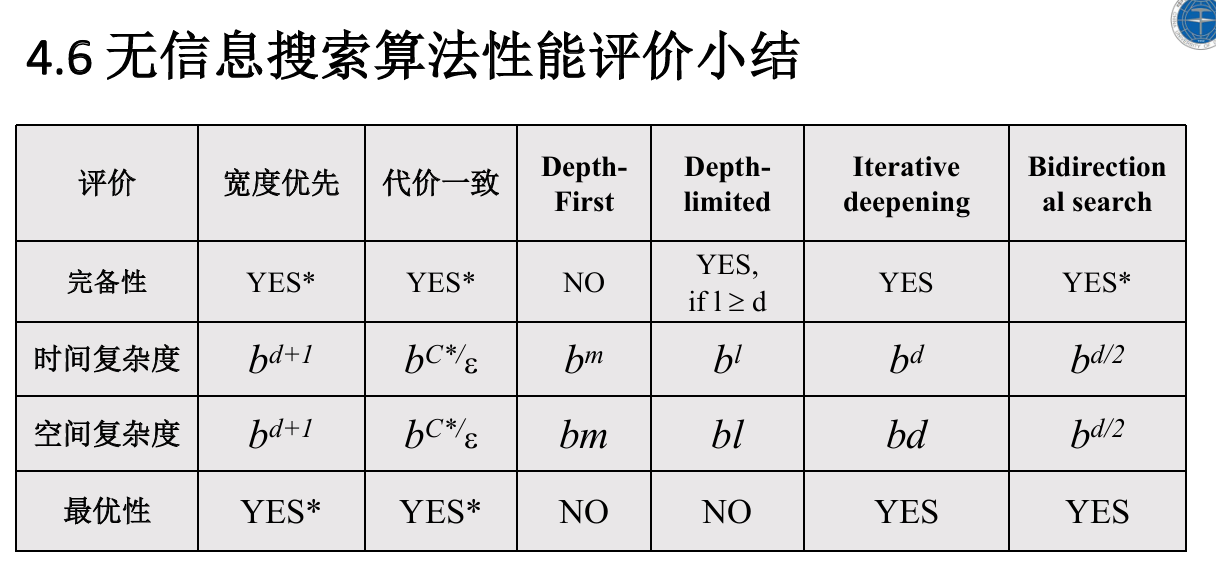 4.6 无信息搜索算法性能评价小结
评价 宽度优先 代价一致 Depth-First Depth-limited Iterative deepening Bidirectional search
完备性 YES* YES* NO YES, if l ≥ d YES YES*
时间复杂度 b^{d+1} b^{C*/}ε b^{m} b^{l} b^{d} b^{d/2}
空间复杂度 b^{d+1} b^{C*/}ε bm bl bd b^{d/2}
最优性 YES* YES* NO NO YES YES